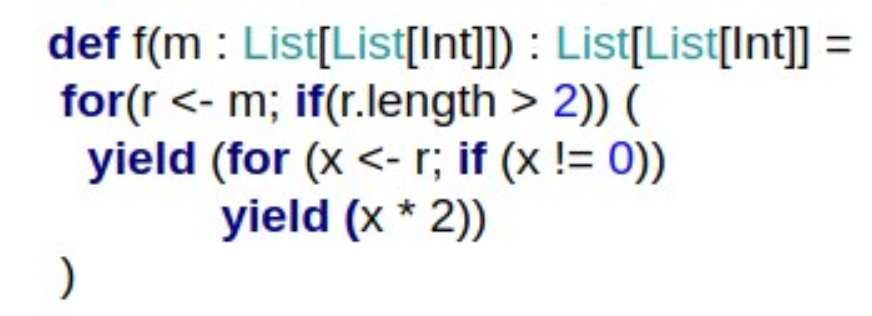 def f(m : List[List[Int]]) : List[List[Int]] =
for(r <- m; if(r.length > 2)) (
yield (for (x <- r; if (x != 0))
yield (x * 2))
)